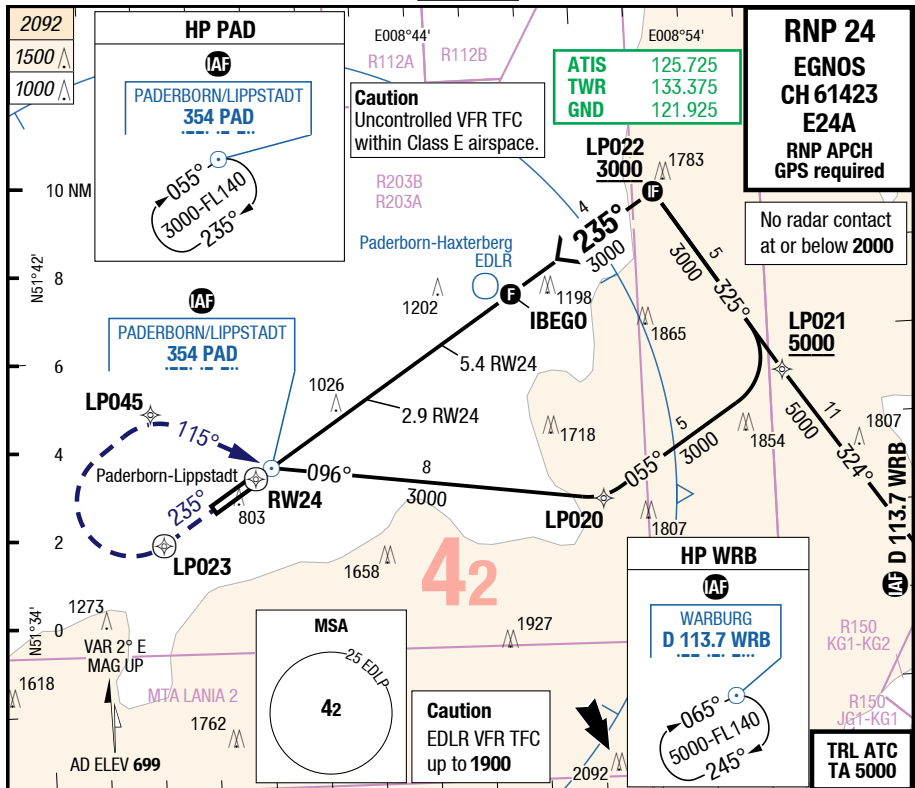 2092
1500
1000
HP PAD
IAF
PADERBORN/LIPPSTADT
354 PAD
055°
3000-FL140
235°
E008°44'
R112A
R112B
E008°54'
ATIS 125.725
TWR 133.375
GND 121.925
RNP 24
EGNOS
CH 61423
E24A
RNP APCH
GPS required
Caution
Uncontrolled VFR TFC
within Class E airspace.
No radar contact
at or below 2000
LP022
3000
1783
IF
10 NM
R203B
R203A
4
235°
3000
5
3000
325°
Paderborn-Haxterberg
EDLR
N51°42'
8
1202
F
1198
IBEGO
1865
LP021
5000
IAF
PADERBORN/LIPPSTADT
354 PAD
5.4 RW24
6
1026
2.9 RW24
LP045
115°
1718
5
3000
055°
1854
11
5000
324°
1807
D 113.7 WRB
IAF
4
Paderborn-Lippstadt
096°
8
3000
RW24
235°
803
LP020
1807
2
LP023
1658
42
HP WRB
IAF
WARBURG
D 113.7 WRB
065°
5000-FL140
245°
N51°34'
0
1273
VAR 2° E
MAG UP
1927
R150
KG1-KG2
MSA
25 EDLP
42
1618
MTA LANIA 2
1762
R150
JG1-KG1
Caution
EDLR VFR TFC
up to 1900
AD ELEV 699
2092
TRL ATC
TA 5000